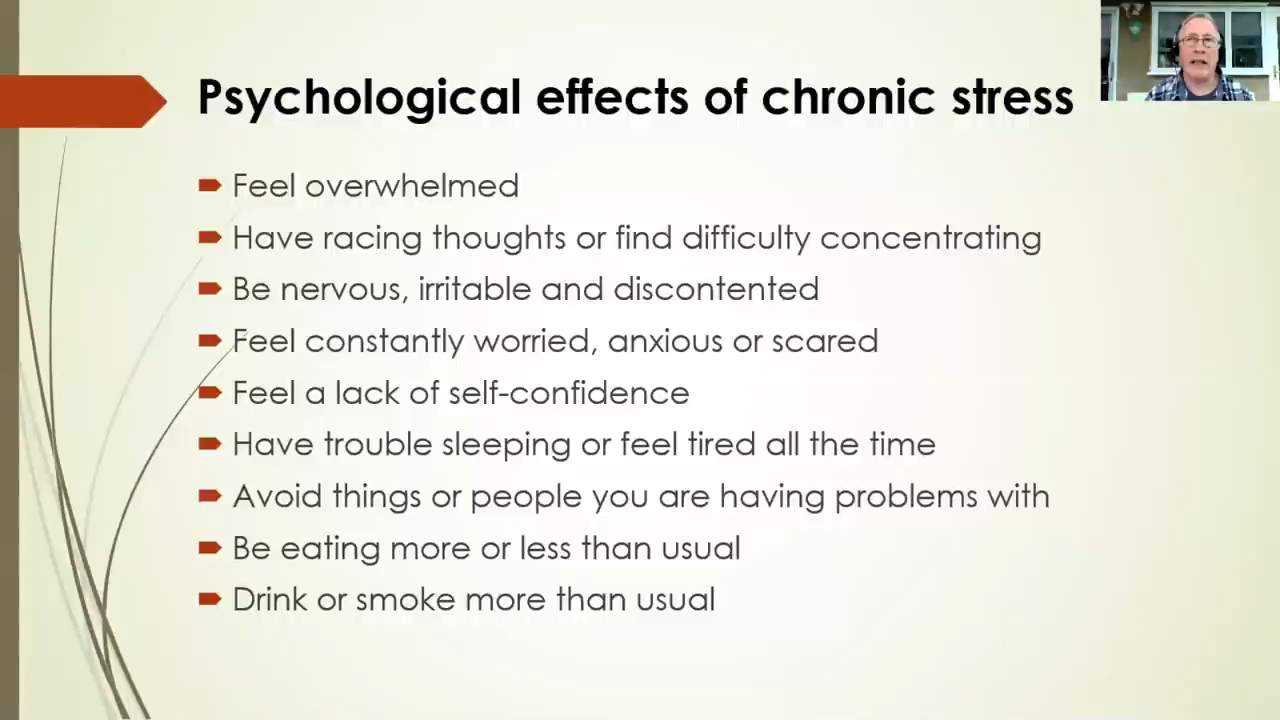 Psychological effects of chronic stress
Feel overwhelmed
Have racing thoughts or find difficulty concentrating
Be nervous, irritable and discontented
Feel constantly worried, anxious or scared
Feel a lack of self-confidence
Have trouble sleeping or feel tired all the time
Avoid things or people you are having problems with
Be eating more or less than usual
Drink or smoke more than usual